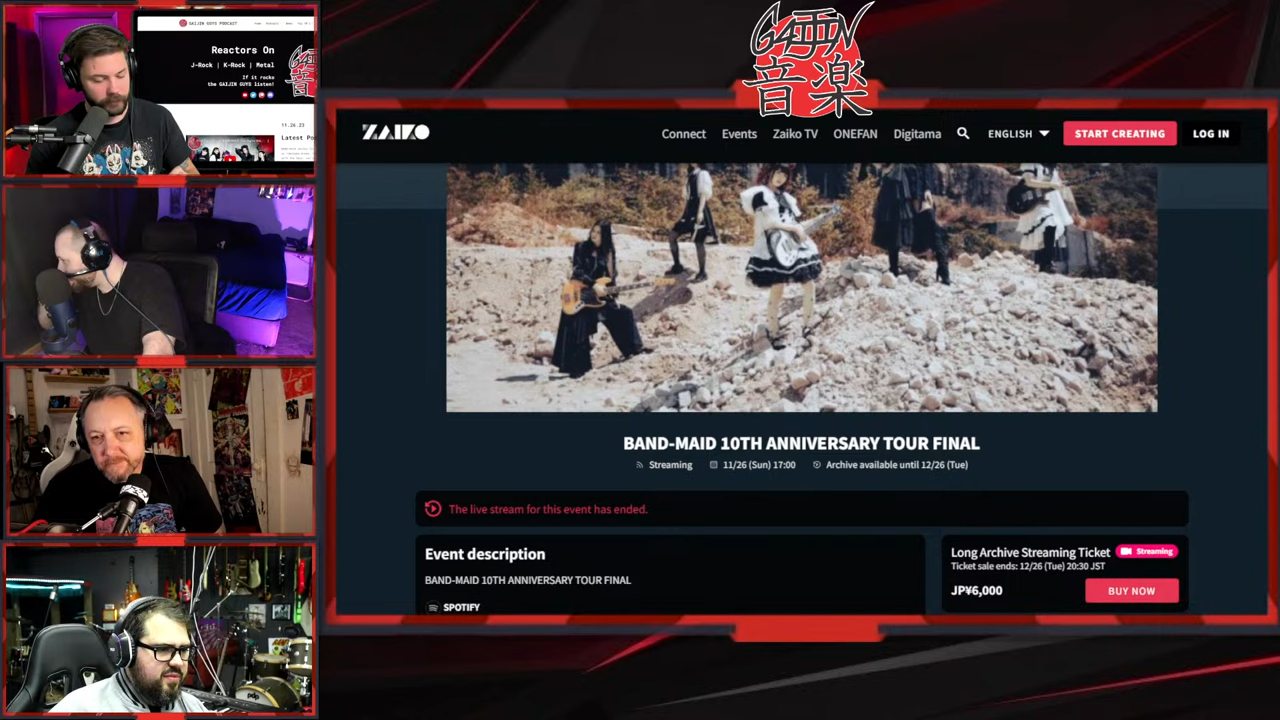 GAIJIN GUYS PODCAST
Reactors On
J-Rock | K-Rock | Metal
If it rocks
the GAIJIN GUYS listen!
11.26.23
Latest Po
GAIJIN
音楽
ZAIKO
Connect
Events
Zaiko TV
ONEFAN
Digitama
ENGLISH
START CREATING
LOG IN
BAND-MAID 10TH ANNIVERSARY TOUR FINAL
Streaming
11/26 (Sun) 17:00
Archive available until 12/26 (Tue)
The live stream for this event has ended.
Event description
BAND-MAID 10TH ANNIVERSARY TOUR FINAL
SPOTIFY
Long Archive Streaming Ticket
Streaming
Ticket sale ends: 12/26 (Tue) 20:30 JST
JP¥6,000
BUY NOW
pdp